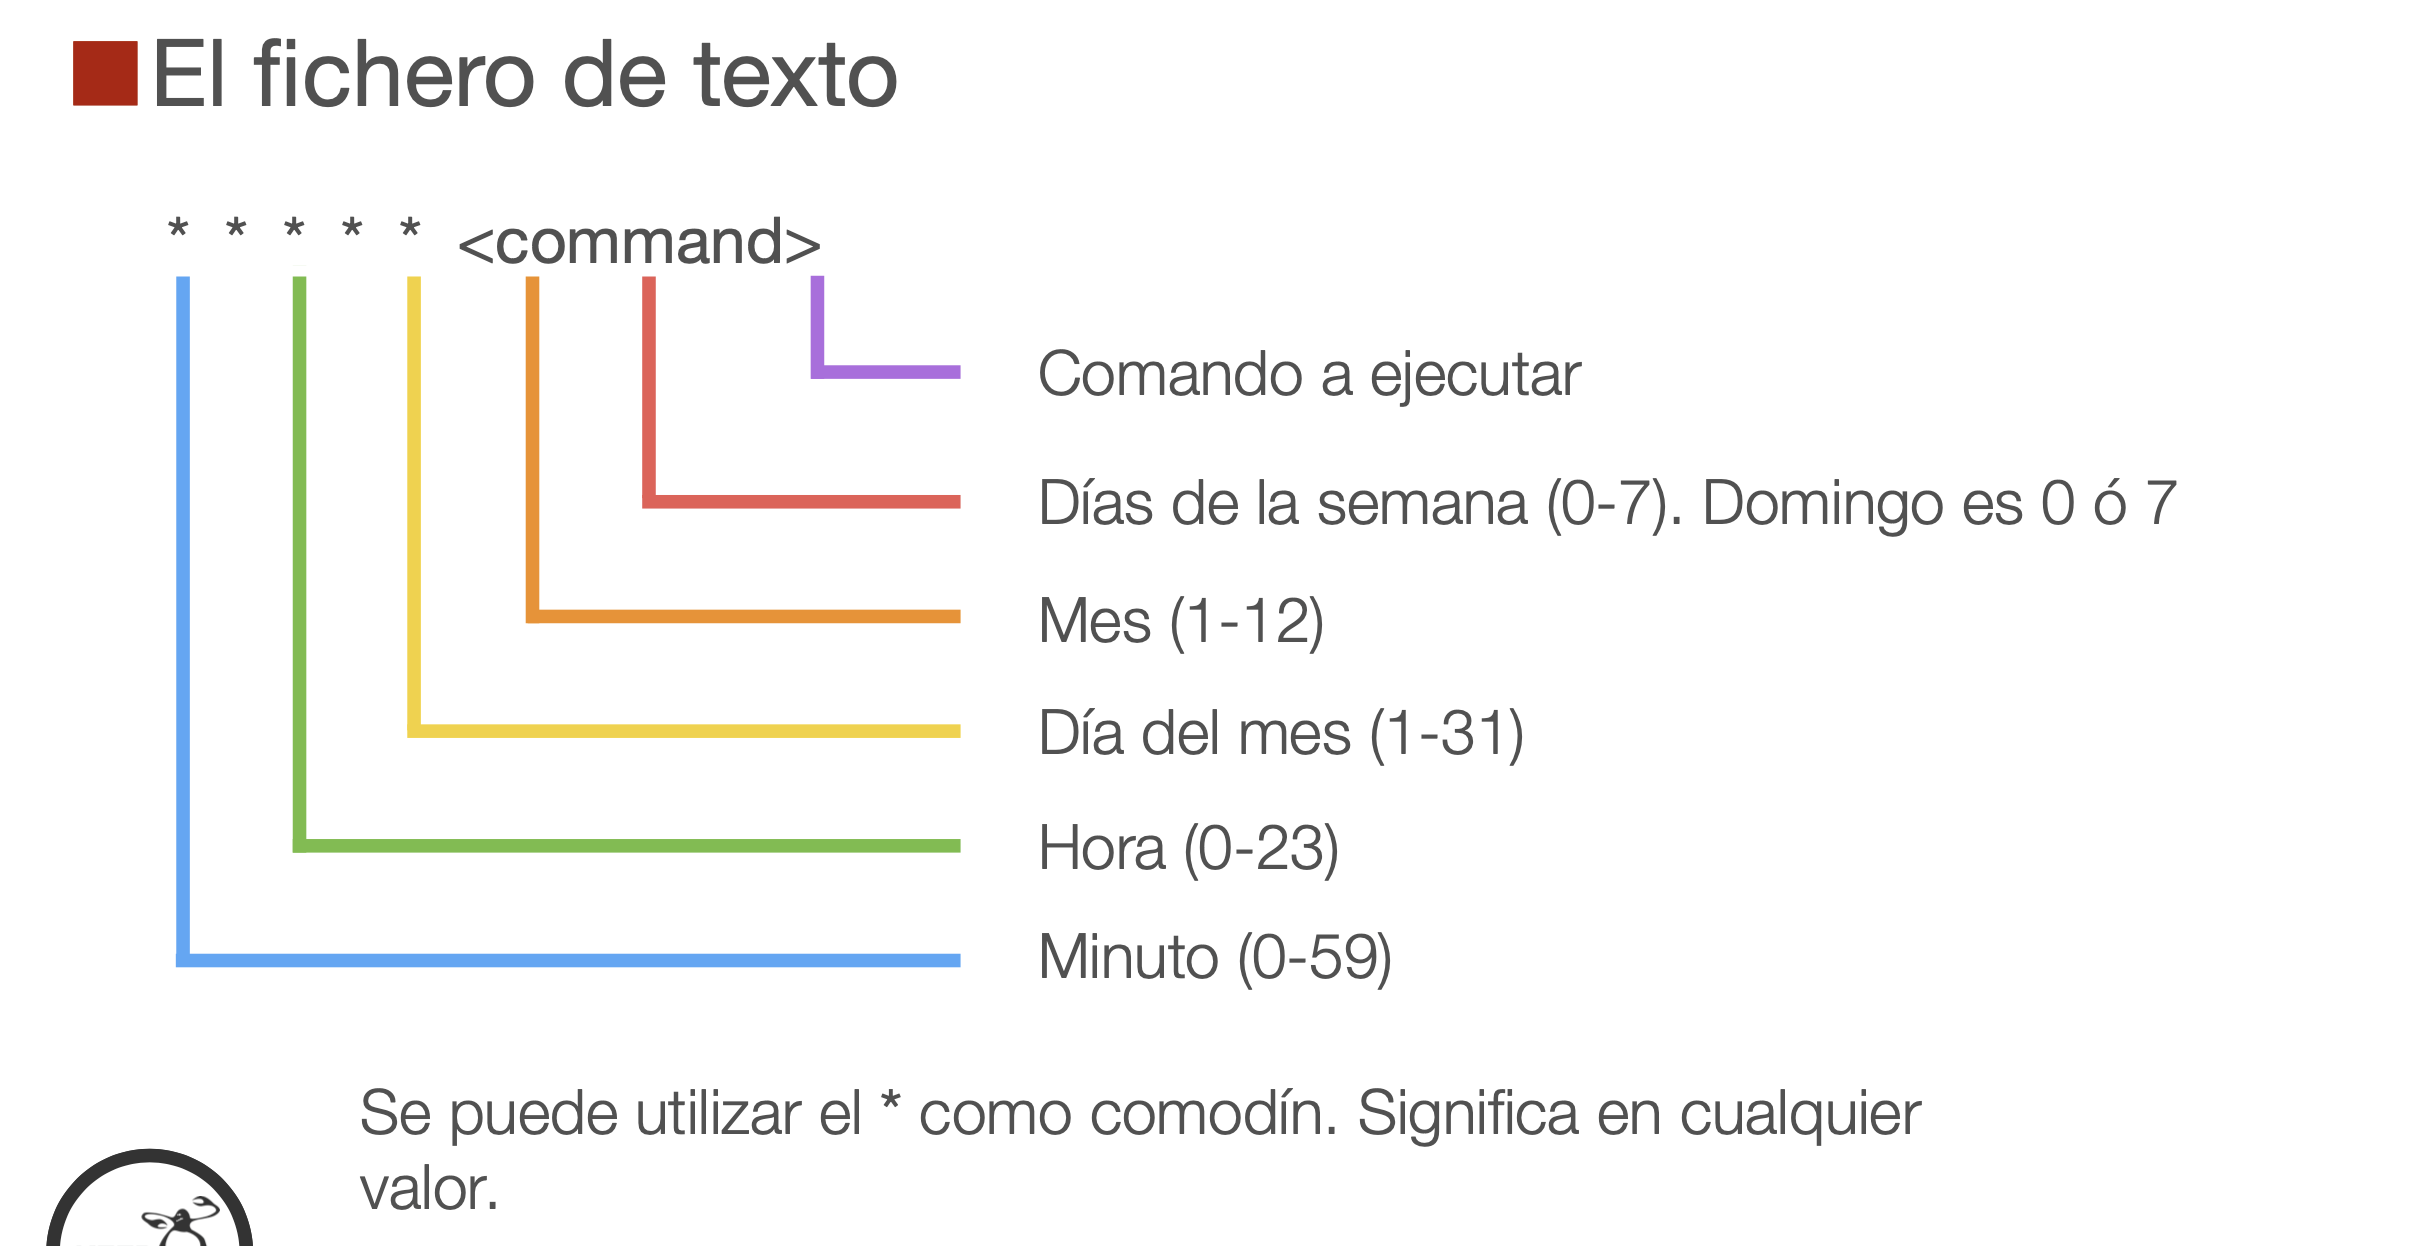 El fichero de texto
* * * * * <command>
Comando a ejecutar
Días de la semana (0-7). Domingo es 0 ó 7
Mes (1-12)
Día del mes (1-31)
Hora (0-23)
Minuto (0-59)
Se puede utilizar el * como comodín. Significa en cualquier
valor.